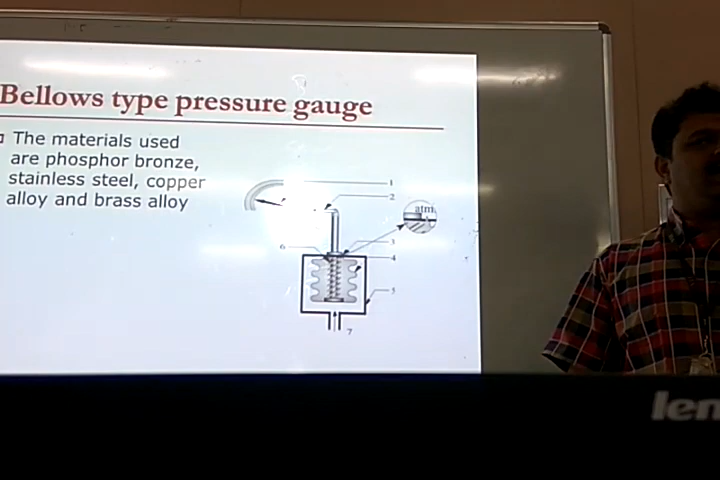 Bellows type pressure gauge
The materials used
are phosphor bronze,
stainless steel, copper
alloy and brass alloy
1
2
atm
3
6
4
5
7
len